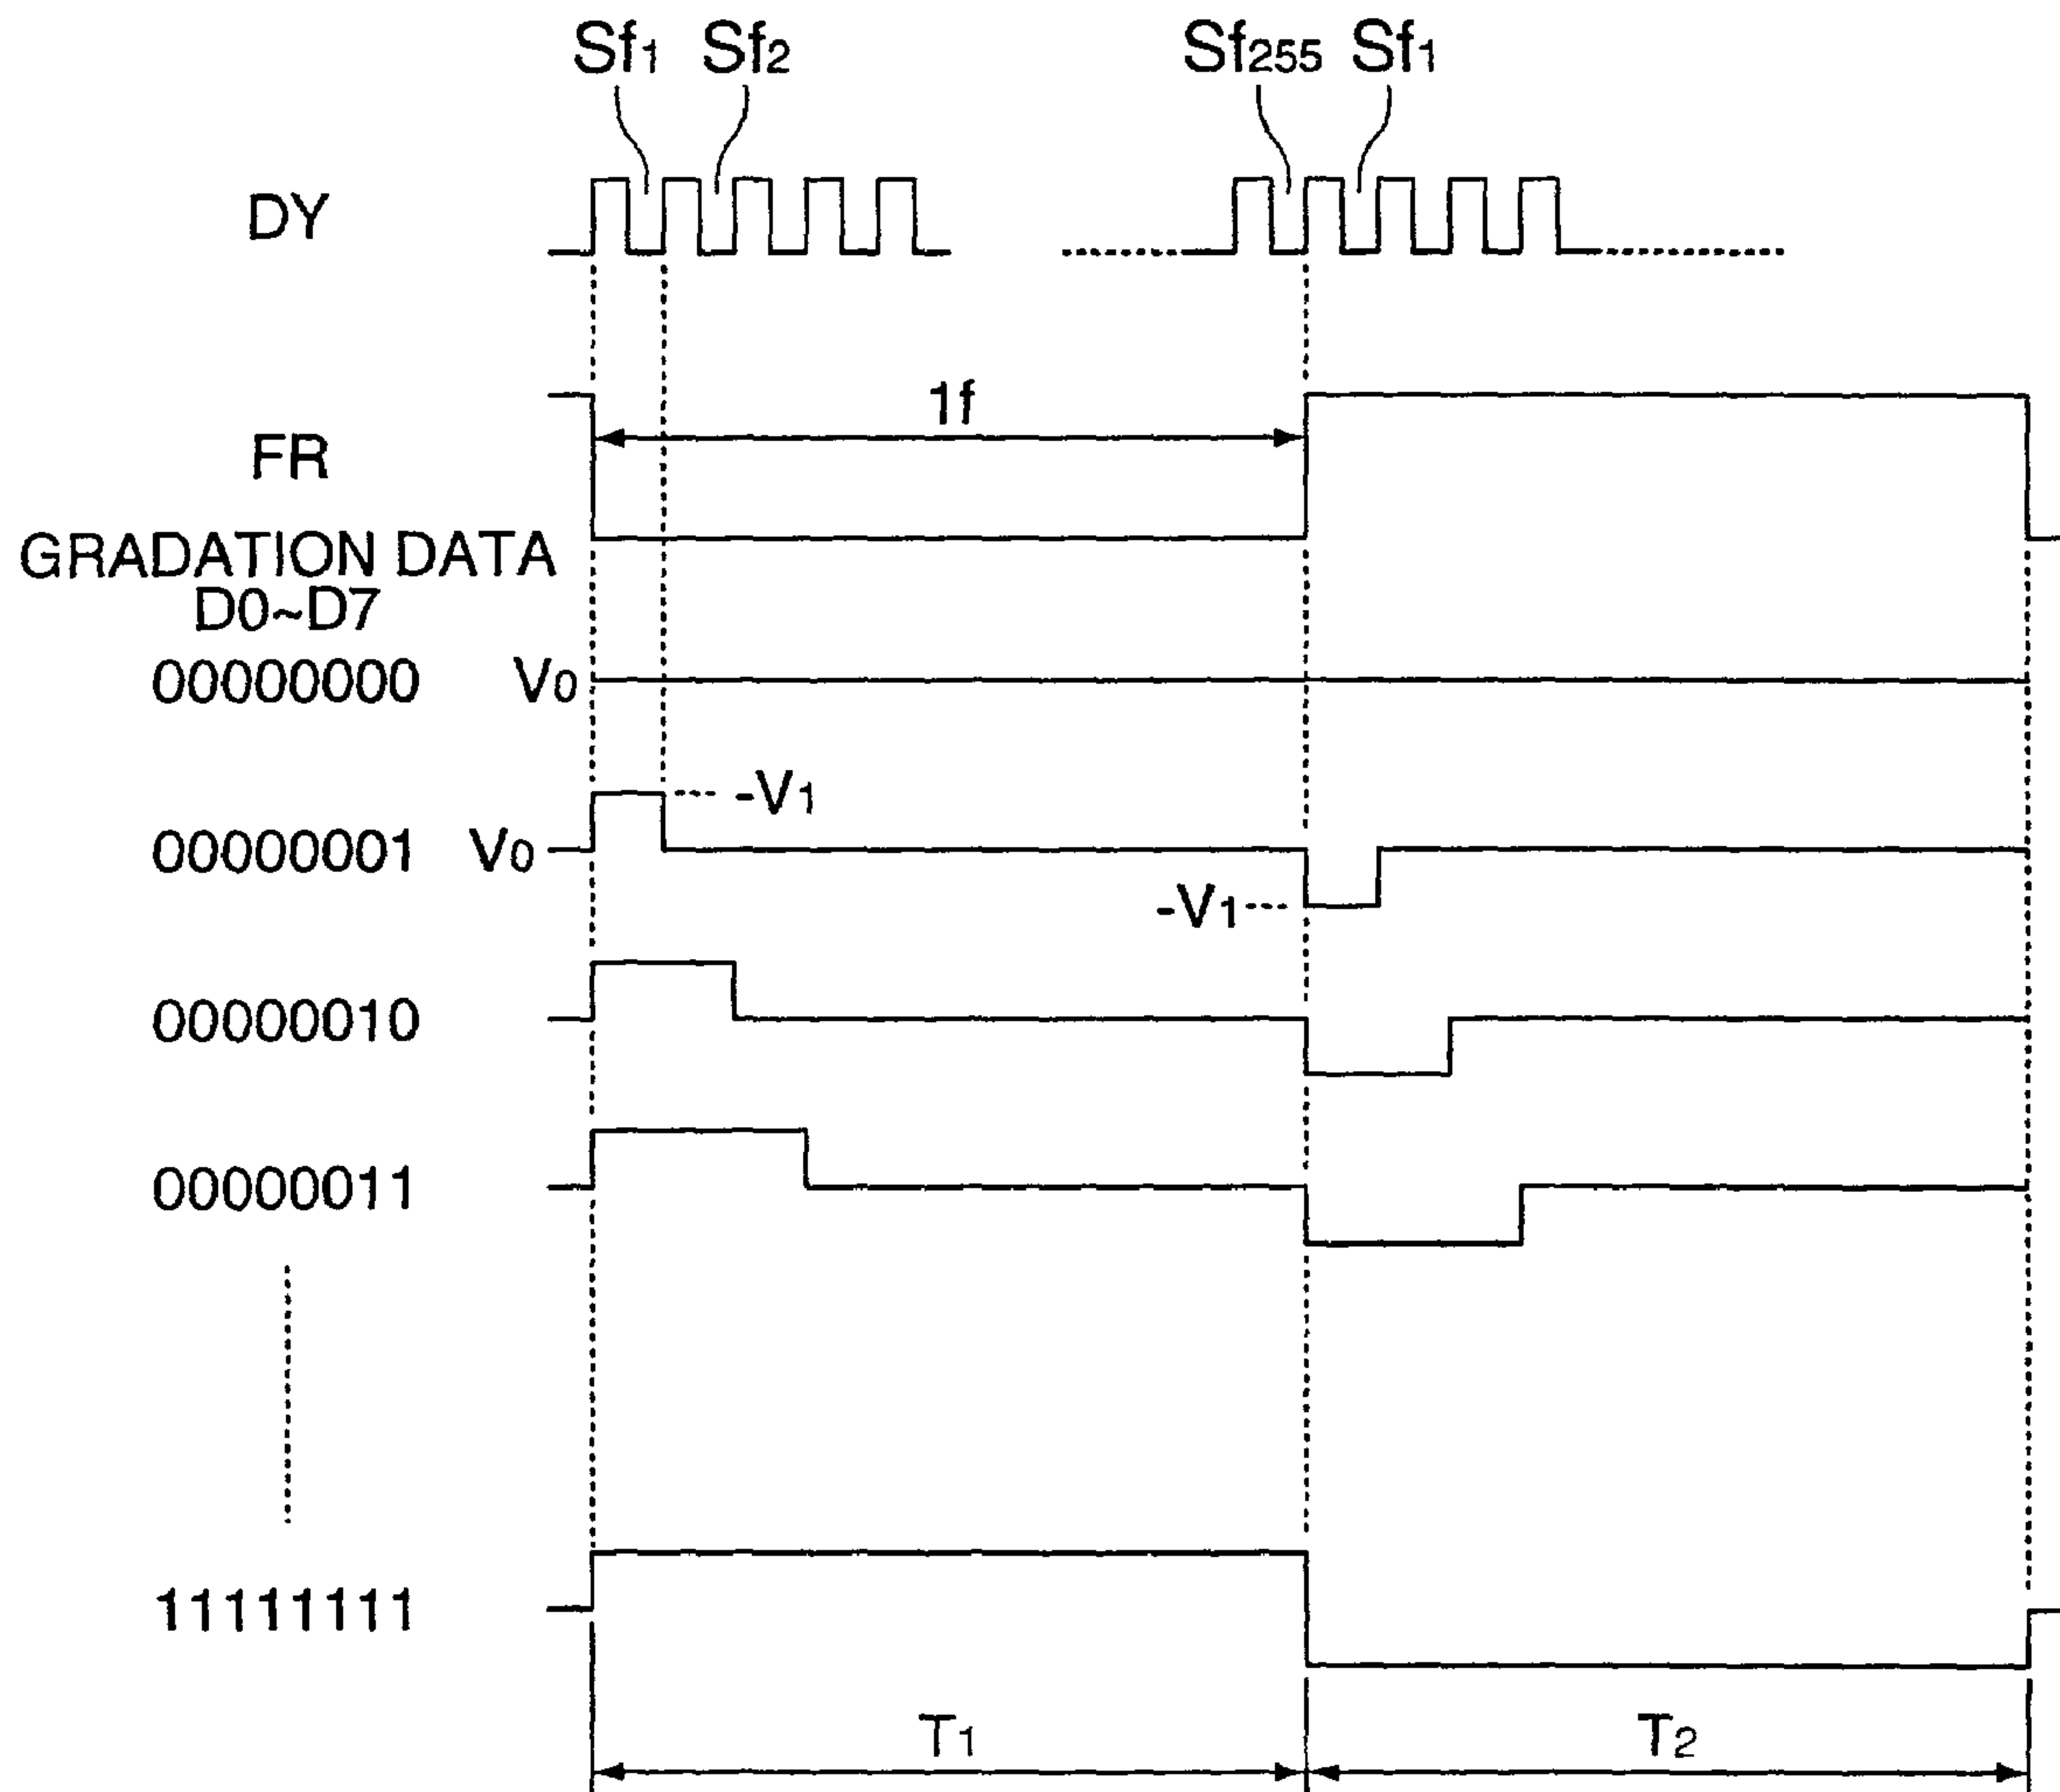 Sf1 Sf2 Sf255 Sf1
DY
1f
FR
GRADATION DATA
D0~D7
00000000 V0
-V1
00000001 V0
-V1
00000010
00000011
11111111
T1 T2